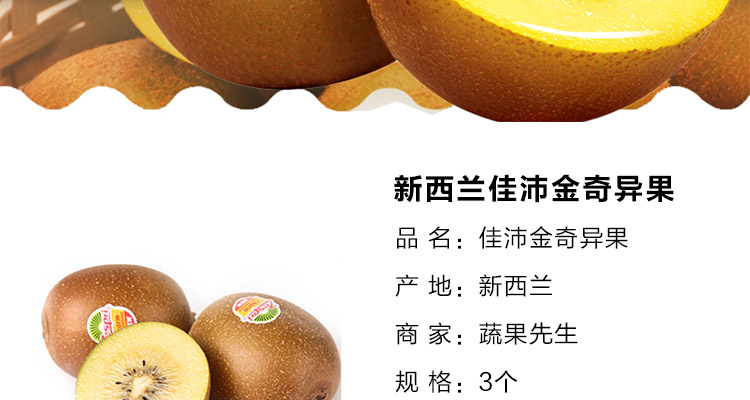 新西兰佳沛金奇异果
品 名：佳沛金奇异果
产 地：新西兰
商 家：蔬果先生
规 格：3个